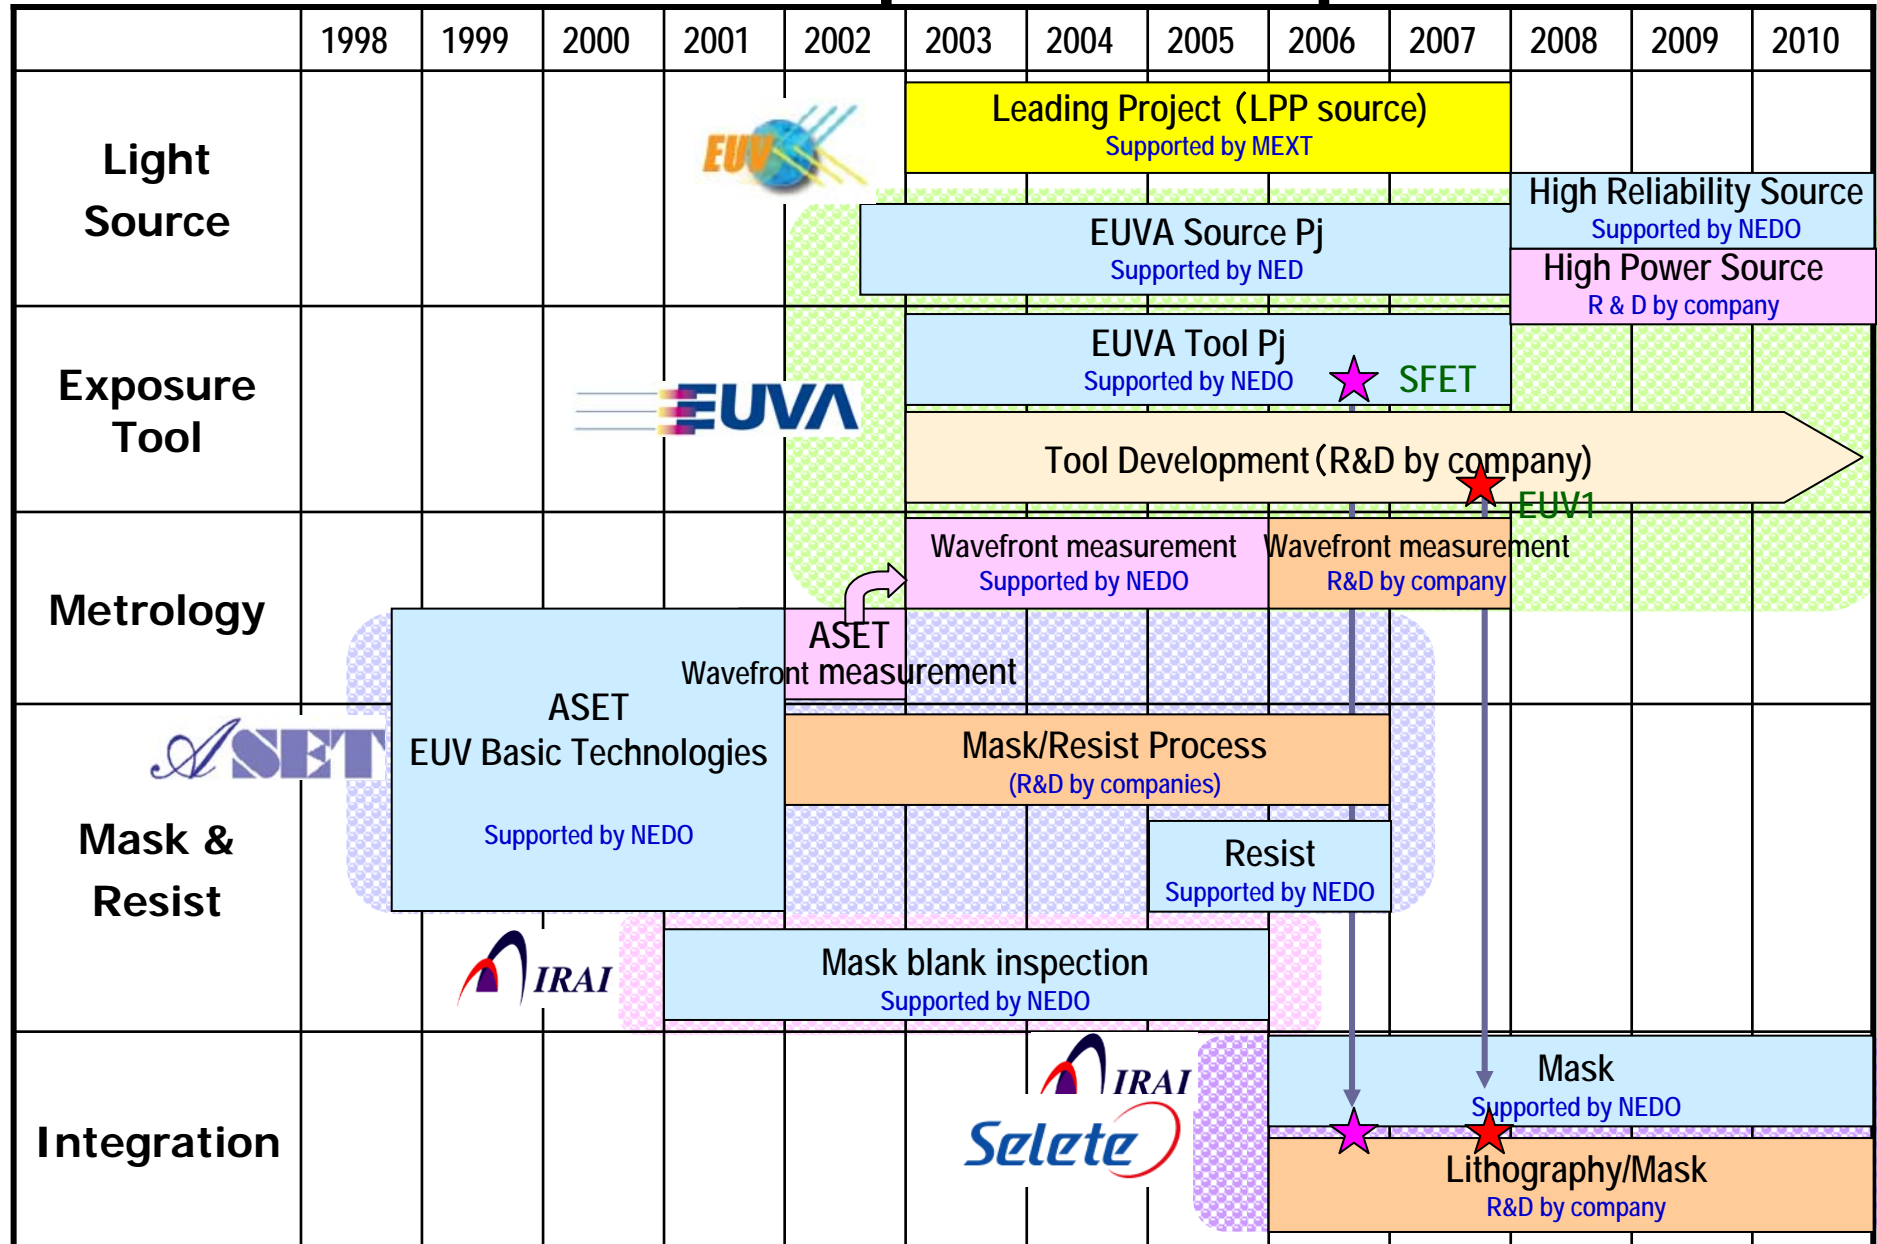 1998 1999 2000 2001 2002 2003 2004 2005 2006 2007 2008 2009 2010
Light
Source
EUV
Leading Project (LPP source)
Supported by MEXT
EUVA Source Pj
Supported by NED
High Reliability Source
Supported by NEDO
High Power Source
R & D by company
Exposure
Tool
EUVA
EUVA Tool Pj
Supported by NEDO
SFET
Tool Development (R&D by company)
EUV1
Metrology
Wavefront measurement
Supported by NEDO
Wavefront measurement
R&D by company
ASET
Wavefront measurement
Mask &
Resist
ASET
ASET
EUV Basic Technologies
Supported by NEDO
Mask/Resist Process
(R&D by companies)
Resist
Supported by NEDO
MIRAI
Mask blank inspection
Supported by NEDO
Integration
MIRAI
Selete
Mask
Supported by NEDO
Lithography/Mask
R&D by company